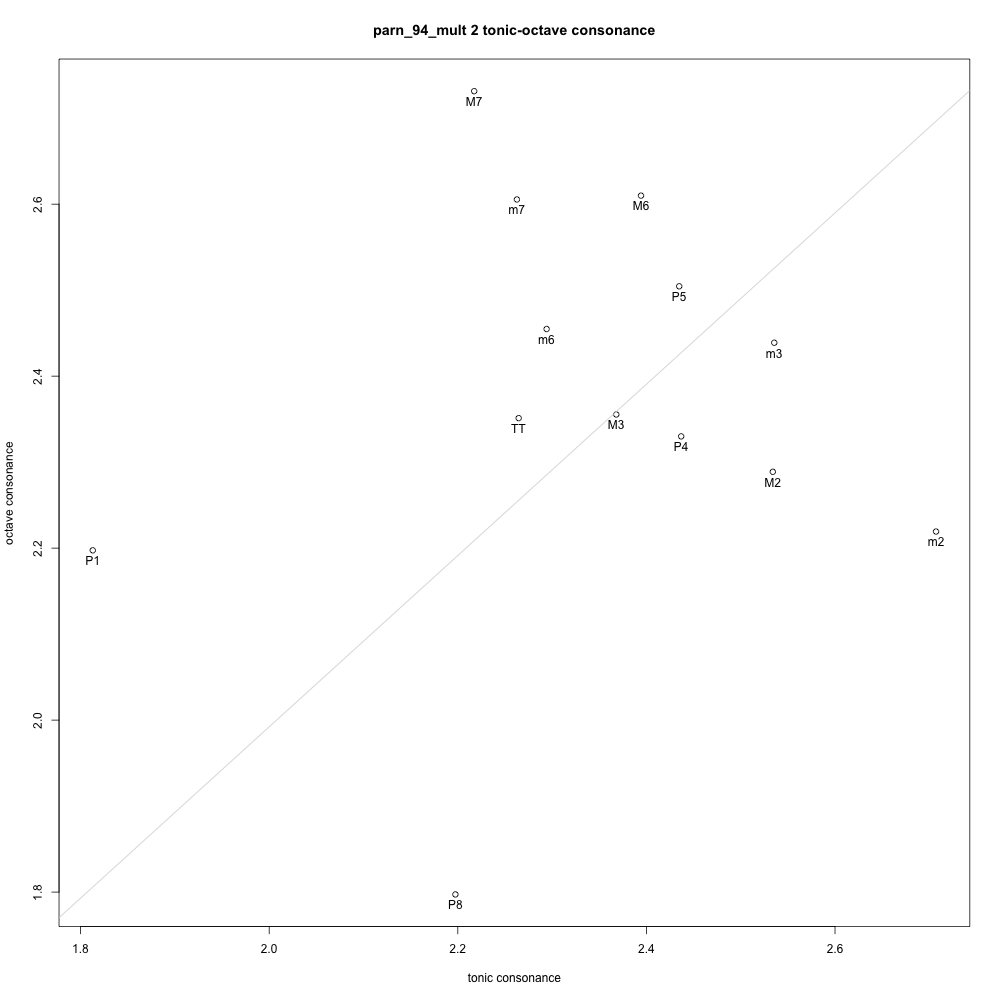 parn_94_mult 2 tonic-octave consonance
M7
m7
M6
P5
m6
m3
TT
M3
P4
M2
m2
P1
P8
octave consonance
2.6
2.4
2.2
2.0
1.8
1.8
2.0
2.2
2.4
2.6
tonic consonance